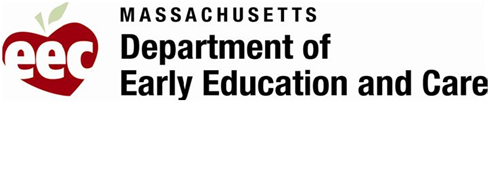 eec
MASSACHUSETTS
Department of
Early Education and Care